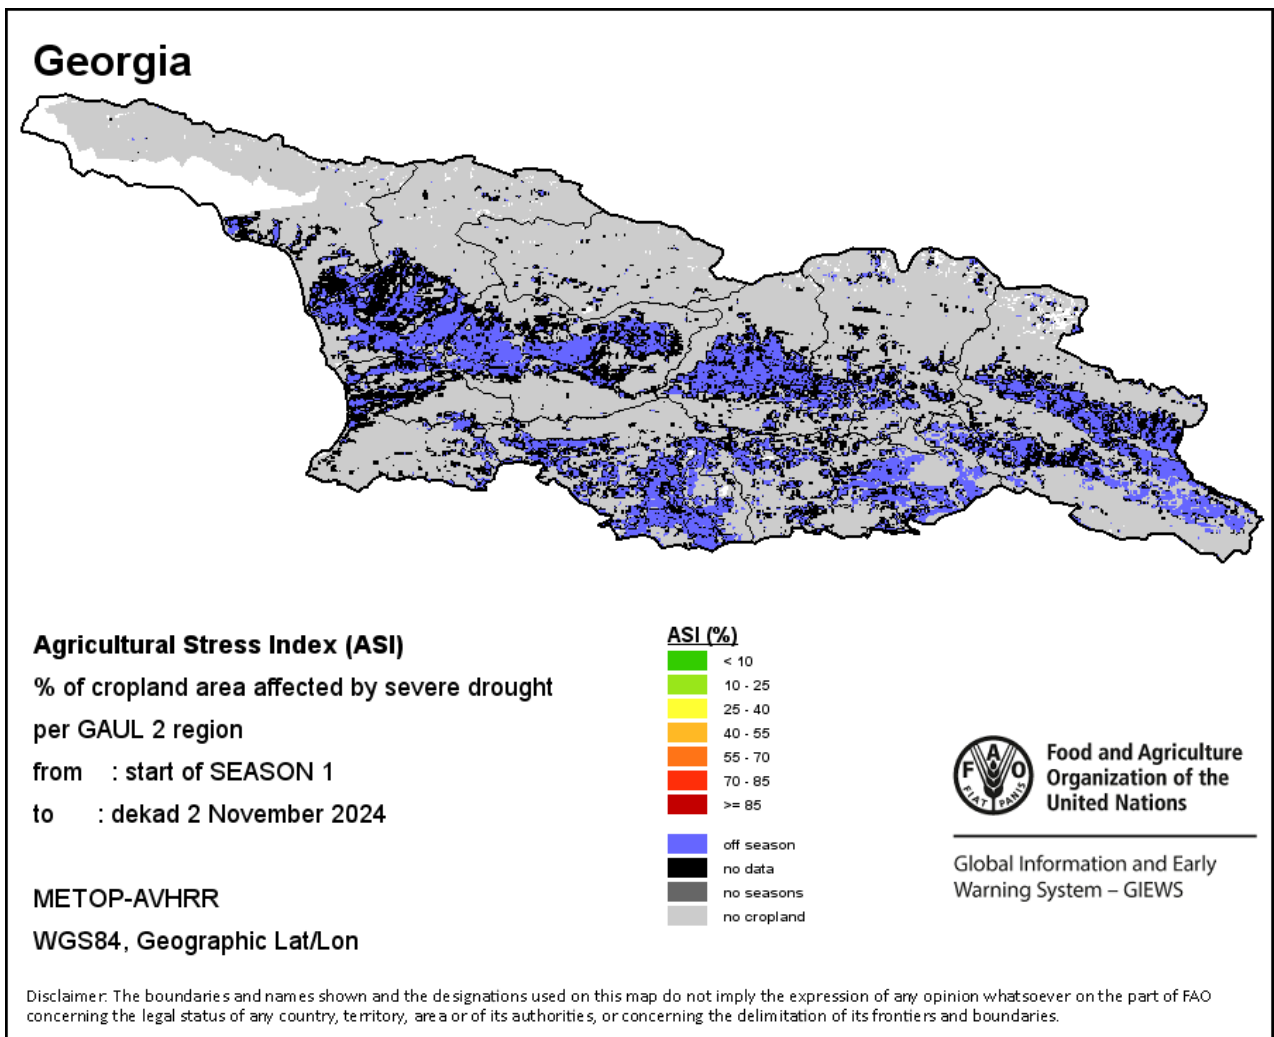 Georgia
Agricultural Stress Index (ASI)
% of cropland area affected by severe drought
per GAUL 2 region
from : start of SEASON 1
to : dekad 2 November 2024
METOP-AVHRR
WGS84, Geographic Lat/Lon
ASI (%)
< 10
10 - 25
25 - 40
40 - 55
55 - 70
70 - 85
>= 85
off season
no data
no seasons
no cropland
F A O
FIAT PANIS
Food and Agriculture
Organization of the
United Nations
Global Information and Early
Warning System – GIEWS
Disclaimer: The boundaries and names shown and the designations used on this map do not imply the expression of any opinion whatsoever on the part of FAO
concerning the legal status of any country, territory, area or of its authorities, or concerning the delimitation of its frontiers and boundaries.